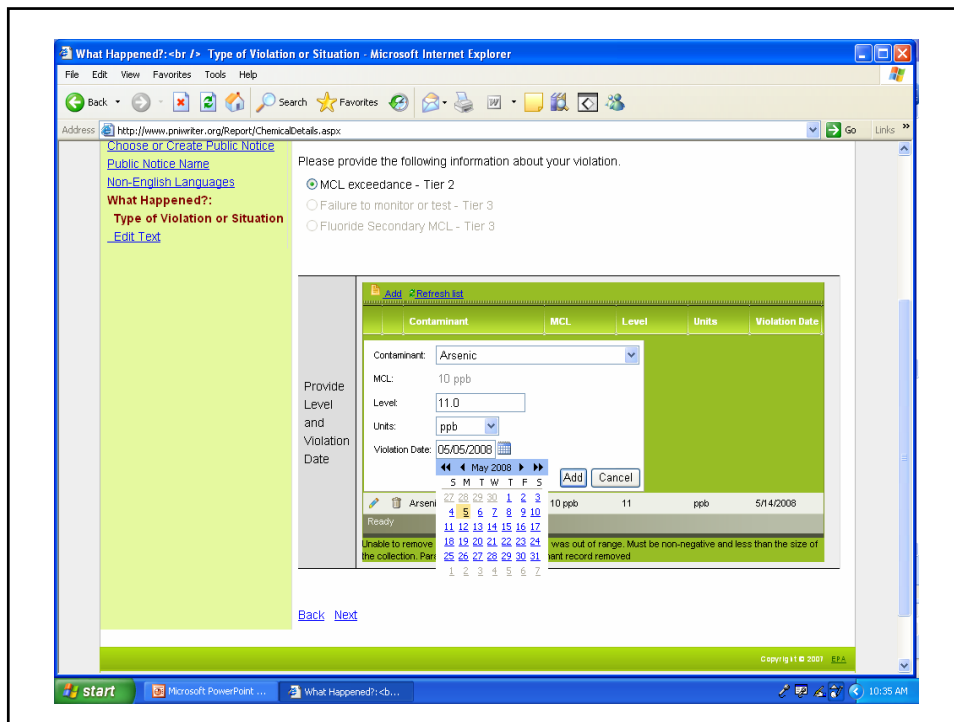 What Happened?:<br /> Type of Violation or Situation - Microsoft Internet Explorer
File Edit View Favorites Tools Help
Back Search Favorites
Address http://www.pniwriter.org/Report/ChemicalDetails.aspx Go Links »
Choose or Create Public Notice
Public Notice Name
Non-English Languages
What Happened?:
Type of Violation or Situation
Edit Text
Please provide the following information about your violation.
MCL exceedance - Tier 2
Failure to monitor or test - Tier 3
Fluoride Secondary MCL - Tier 3
Provide
Level
and
Violation
Date
Add Refresh list
Contaminant MCL Level Units Violation Date
Contaminant: Arsenic
MCL: 10 ppb
Level: 11.0
Units: ppb
Violation Date: 05/05/2008
May 2008
S M T W T F S
27 28 29 30 1 2 3
4 5 6 7 8 9 10
11 12 13 14 15 16 17
18 19 20 21 22 23 24
25 26 27 28 29 30 31
1 2 3 4 5 6 7
Add Cancel
Arseni 10 ppb 11 ppb 5/14/2008
Ready
Unable to remove was out of range. Must be non-negative and less than the size of
the collection. Par ant record removed
Back Next
Copyright © 2007 EPA
start Microsoft PowerPoint ... What Happened?:<b... 10:35 AM